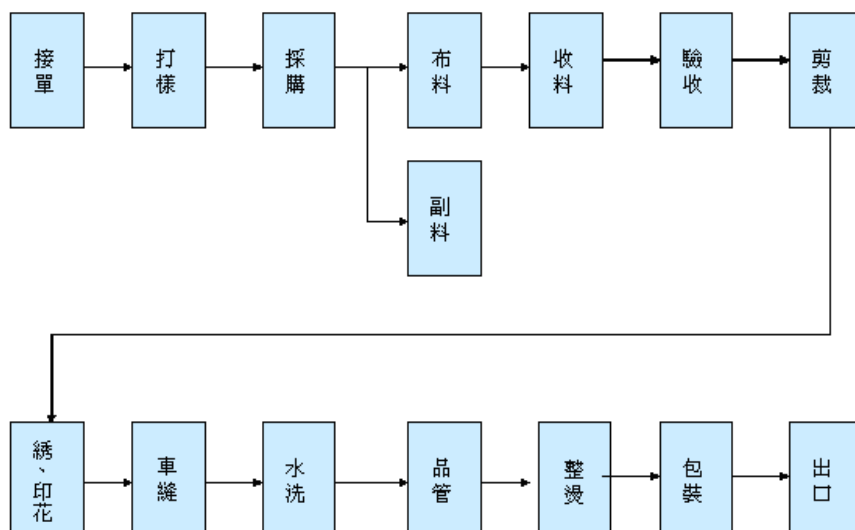 接單
打樣
採購
布料
收料
驗收
剪裁
副料
綉、印花
車縫
水洗
品管
整燙
包裝
出口